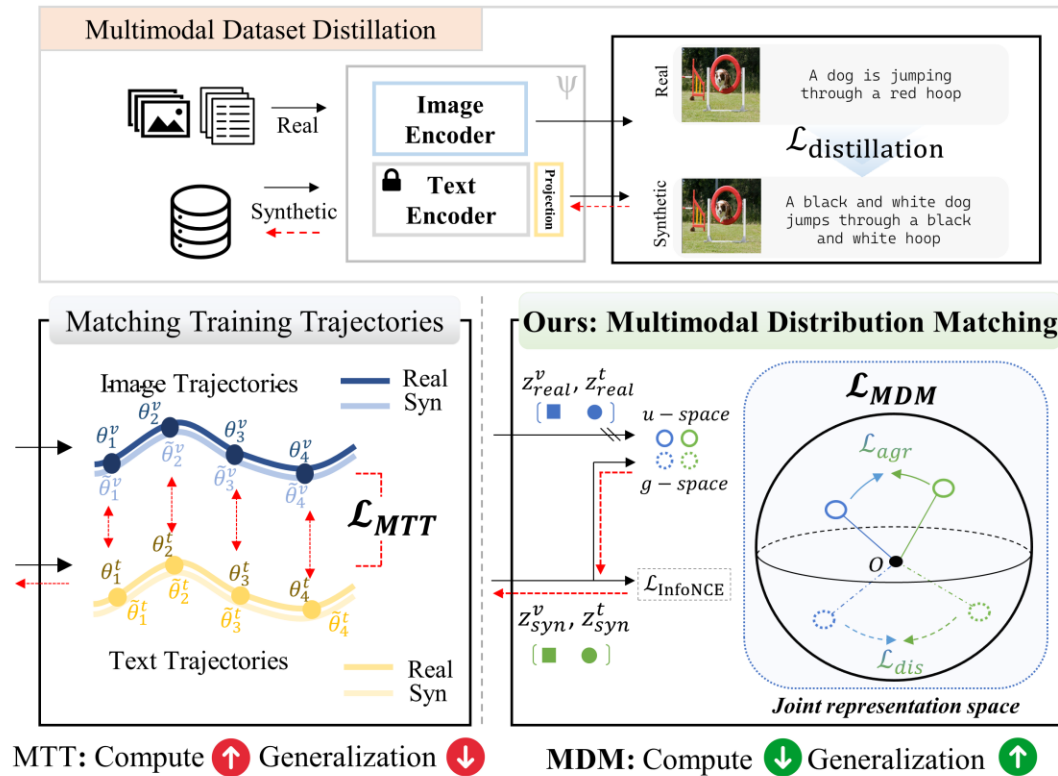 Multimodal Dataset Distillation
Real
Synthetic
Ψ
Image
Encoder
Text
Encoder
Projection
Real
A dog is jumping
through a red hoop
ℒdistillation
Synthetic
A black and white dog
jumps through a black
and white hoop
Matching Training Trajectories
Image Trajectories
Real
Syn
θ₁ᵛ
θ₂ᵛ
θ₃ᵛ
θ₄ᵛ
θ̃₁ᵛ
θ̃₂ᵛ
θ̃₃ᵛ
θ̃₄ᵛ
ℒMTT
θ₁ᵗ
θ₂ᵗ
θ₃ᵗ
θ₄ᵗ
θ̃₁ᵗ
θ̃₂ᵗ
θ̃₃ᵗ
θ̃₄ᵗ
Text Trajectories
Real
Syn
MTT: Compute Generalization
Ours: Multimodal Distribution Matching
zᵛreal, zᵗreal
u - space
g - space
ℒInfoNCE
zᵛsyn, zᵗsyn
ℒMDM
ℒagr
O
ℒdis
Joint representation space
MDM: Compute Generalization